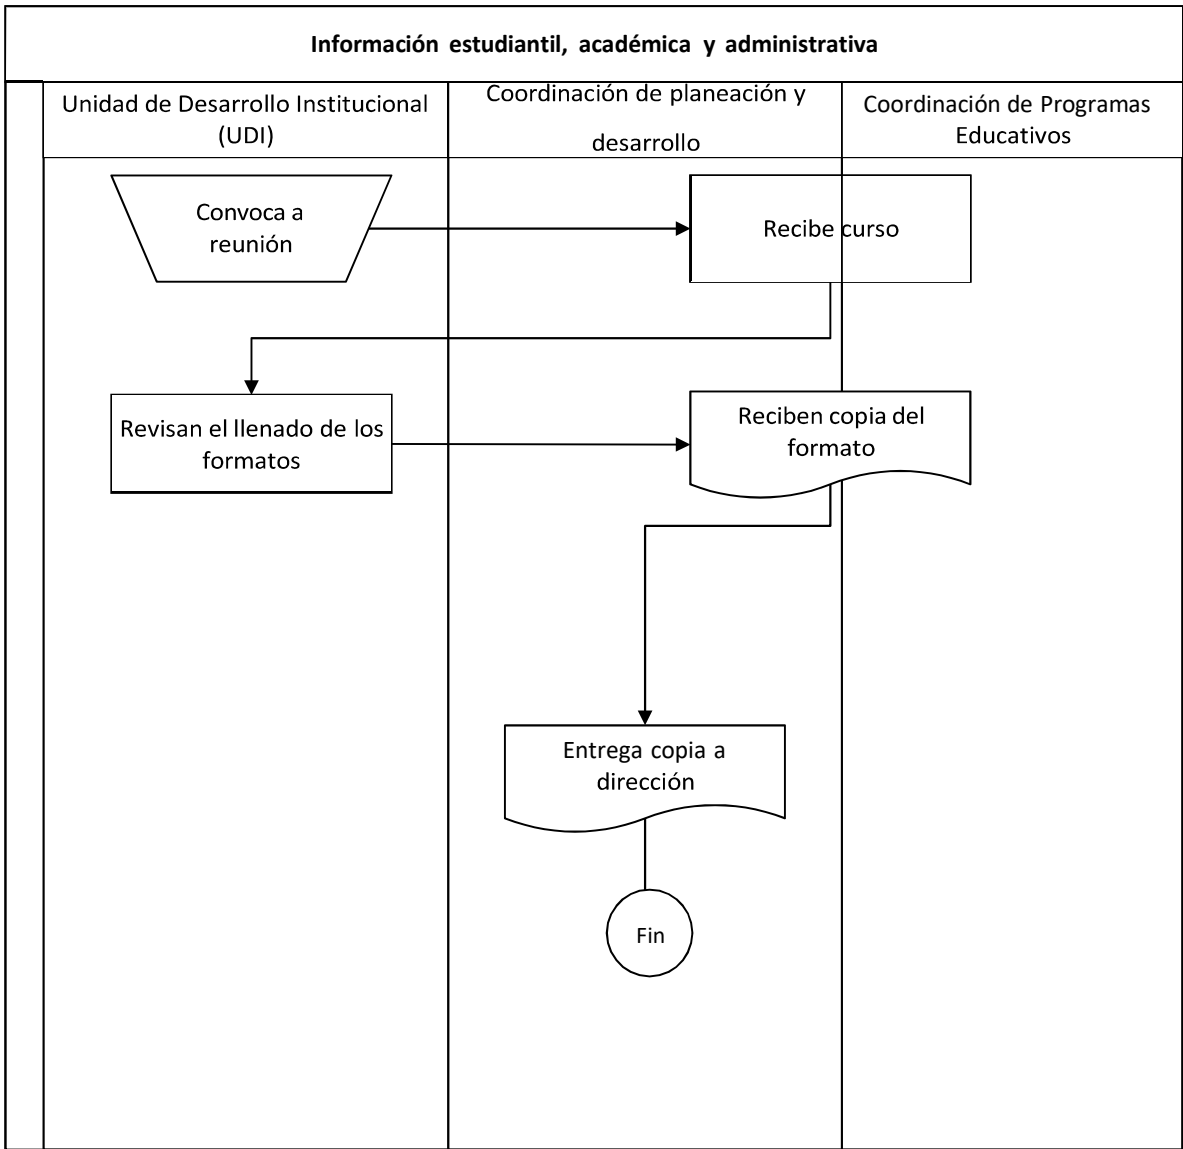 Información estudiantil, académica y administrativa
Unidad de Desarrollo Institucional
(UDI)
Coordinación de planeación y
desarrollo
Coordinación de Programas
Educativos
Convoca a
reunión
Recibe curso
Revisan el llenado de los
formatos
Reciben copia del
formato
Entrega copia a
dirección
Fin